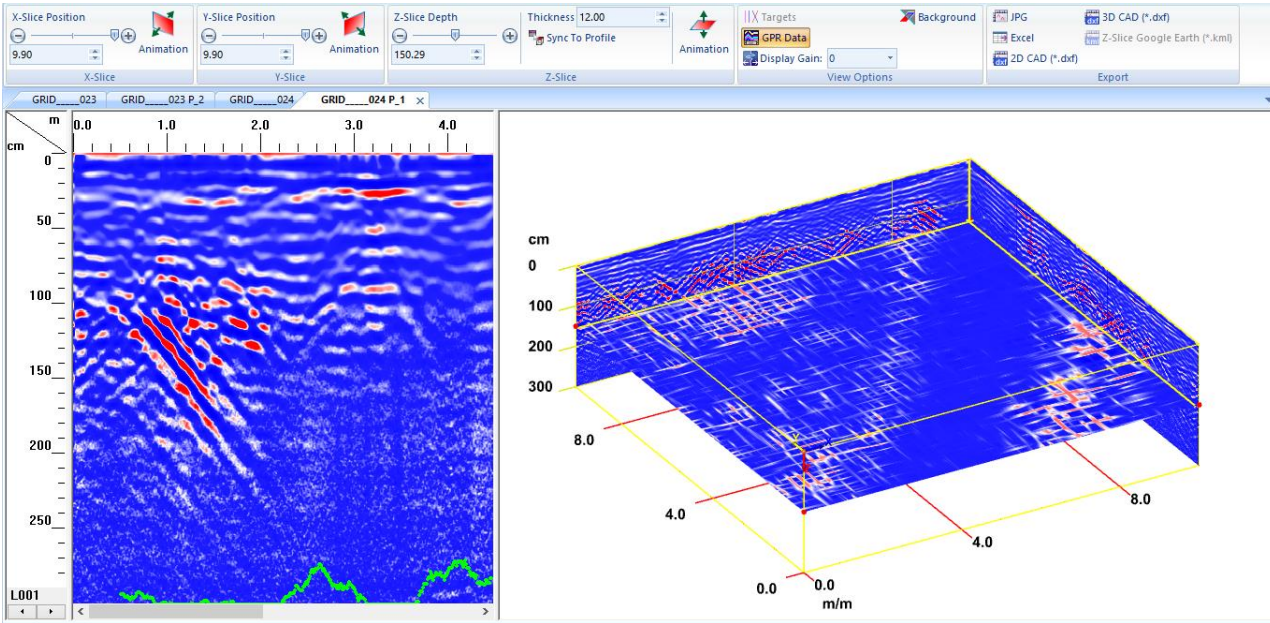 X-Slice Position
9.90
Animation
X-Slice
Y-Slice Position
9.90
Animation
Y-Slice
Z-Slice Depth
150.29
Thickness 12.00
Sync To Profile
Animation
Z-Slice
Targets
Background
GPR Data
Display Gain: 0
View Options
JPG
3D CAD (*.dxf)
Excel
Z-Slice Google Earth (*.kml)
2D CAD (*.dxf)
Export
GRID_____023
GRID_____023 P_2
GRID_____024
GRID_____024 P_1
m
cm
0.0 1.0 2.0 3.0 4.0
0
50
100
150
200
250
L001
cm
0
100
200
300
8.0
4.0
0.0
0.0
4.0
8.0
m/m
Y
X